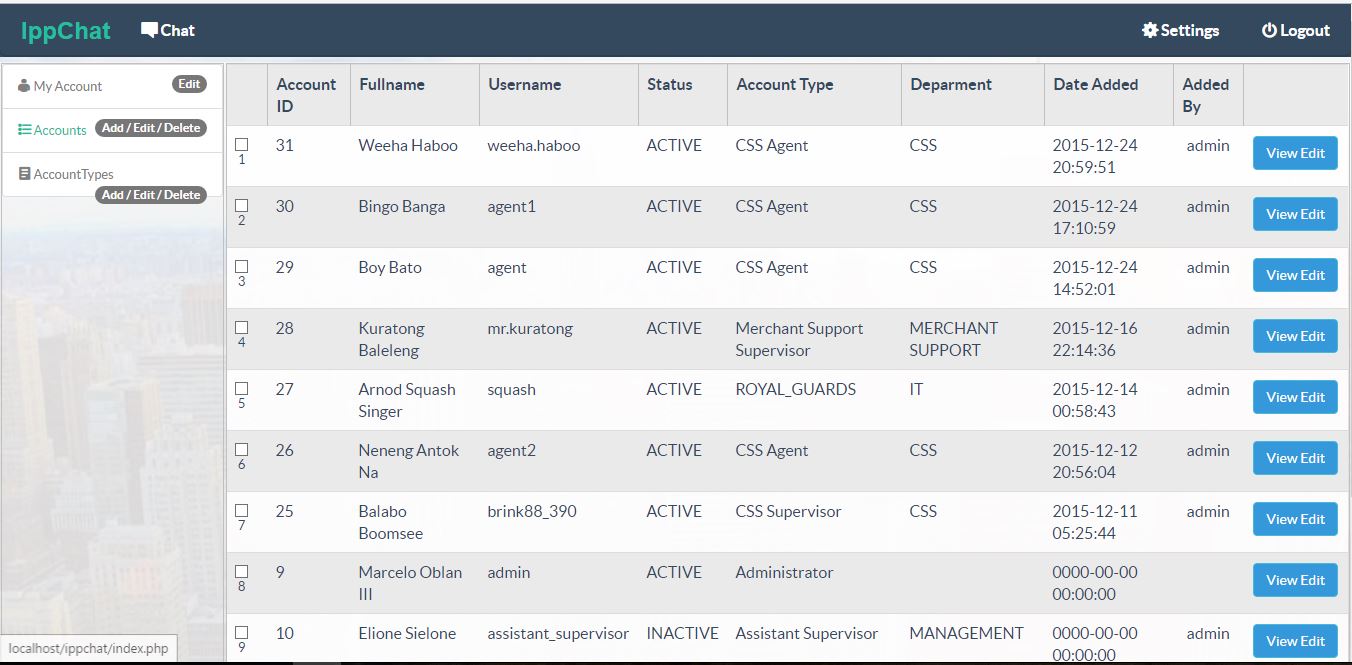 IppChat Chat Settings Logout
My Account Edit
Accounts Add / Edit / Delete
AccountTypes
Add / Edit / Delete
Account Fullname Username Status Account Type Deparment Date Added Added
ID By
31 Weeha Haboo weeha.haboo ACTIVE CSS Agent CSS 2015-12-24 admin View Edit
1 20:59:51
30 Bingo Banga agent1 ACTIVE CSS Agent CSS 2015-12-24 admin View Edit
2 17:10:59
29 Boy Bato agent ACTIVE CSS Agent CSS 2015-12-24 admin View Edit
3 14:52:01
28 Kuratong mr.kuratong ACTIVE Merchant Support MERCHANT 2015-12-16 admin View Edit
4 Baleleng Supervisor SUPPORT 22:14:36
27 Arnod Squash squash ACTIVE ROYAL_GUARDS IT 2015-12-14 admin View Edit
5 Singer 00:58:43
26 Neneng Antok agent2 ACTIVE CSS Agent CSS 2015-12-12 admin View Edit
6 Na 20:56:04
25 Balabo brink88_390 ACTIVE CSS Supervisor CSS 2015-12-11 admin View Edit
7 Boomsee 05:25:44
9 Marcelo Oblan admin ACTIVE Administrator 0000-00-00 View Edit
8 III 00:00:00
10 Elione Sielone assistant_supervisor INACTIVE Assistant Supervisor MANAGEMENT 0000-00-00 admin View Edit
9 00:00:00
localhost/ippchat/index.php